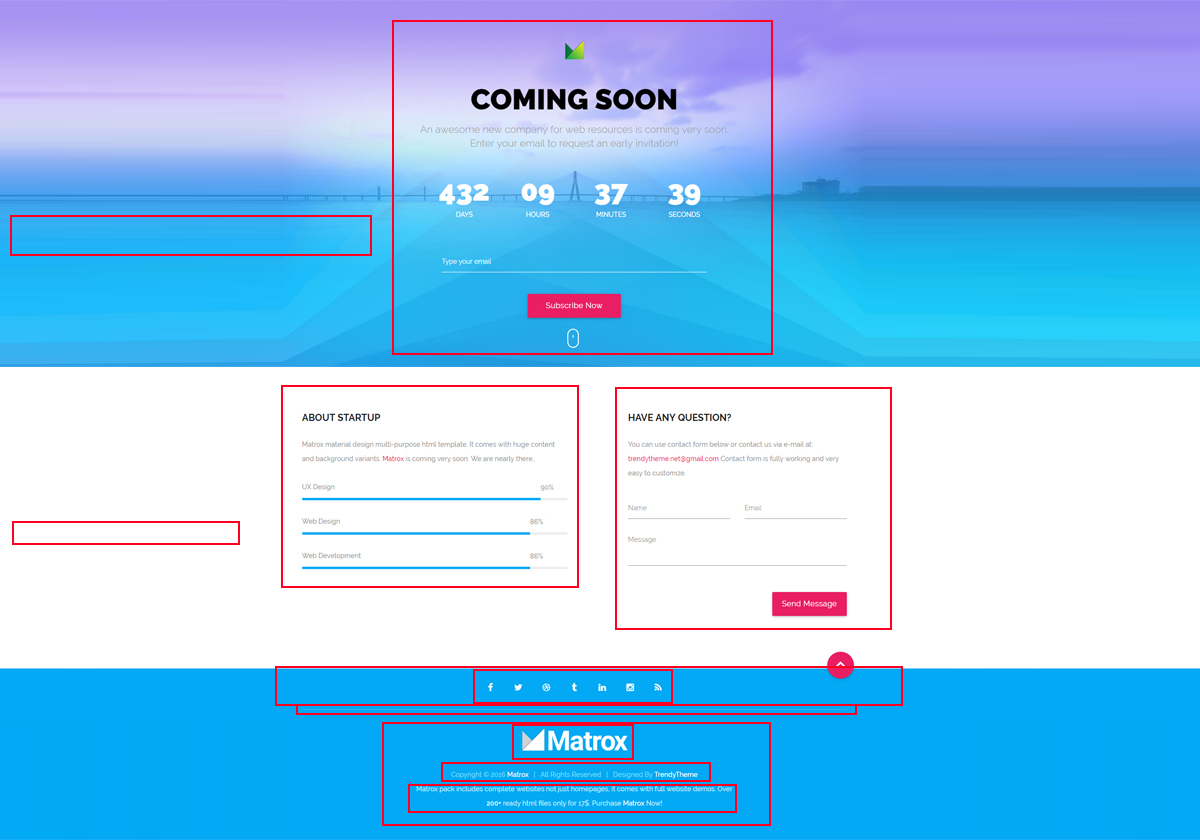 COMING SOON
An awesome new company for web resources is coming very soon.
Enter your email to request an early invitation!
432 09 37 39
DAYS HOURS MINUTES SECONDS
Type your email
Subscribe Now
ABOUT STARTUP
Matrox material design multi-purpose html template. It comes with huge content
and background variants. Matrox is coming very soon. We are nearly there..
UX Design 90%
Web Design 86%
Web Development 86%
HAVE ANY QUESTION?
You can use contact form below or contact us via e-mail at:
trendytheme.net@gmail.com Contact form is fully working and very
easy to customize.
Name Email
Message
Send Message
Matrox
Copyright © 2016 Matrox | All Rights Reserved | Designed By TrendyTheme
Matrox pack includes complete websites not just homepages, it comes with full website demos. Over
200+ ready html files only for 17$. Purchase Matrox Now!